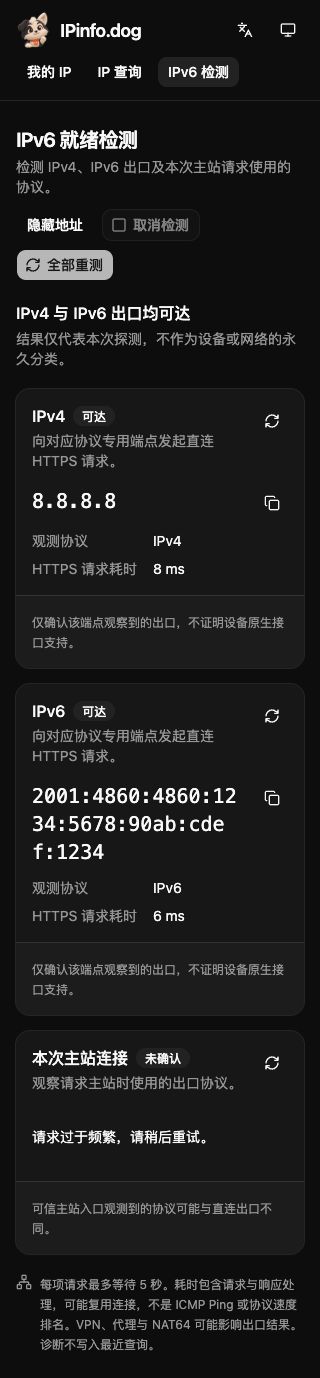 IPinfo.dog
我的 IP
IP 查询
IPv6 检测
IPv6 就绪检测
检测 IPv4、IPv6 出口及本次主站请求使用的
协议。
隐藏地址
取消检测
全部重测
IPv4 与 IPv6 出口均可达
结果仅代表本次探测，不作为设备或网络的永
久分类。
IPv4 可达
向对应协议专用端点发起直连
HTTPS 请求。
8.8.8.8
观测协议 IPv4
HTTPS 请求耗时 8 ms
仅确认该端点观察到的出口，不证明设备原生接
口支持。
IPv6 可达
向对应协议专用端点发起直连
HTTPS 请求。
2001:4860:4860:12
34:5678:90ab:cde
f:1234
观测协议 IPv6
HTTPS 请求耗时 6 ms
仅确认该端点观察到的出口，不证明设备原生接
口支持。
本次主站连接 未确认
观察请求主站时使用的出口协议。
请求过于频繁，请稍后重试。
可信主站入口观测到的协议可能与直连出口不
同。
每项请求最多等待 5 秒。耗时包含请求与响应处
理，可能复用连接，不是 ICMP Ping 或协议速度
排名。VPN、代理与 NAT64 可能影响出口结果。
诊断不写入最近查询。